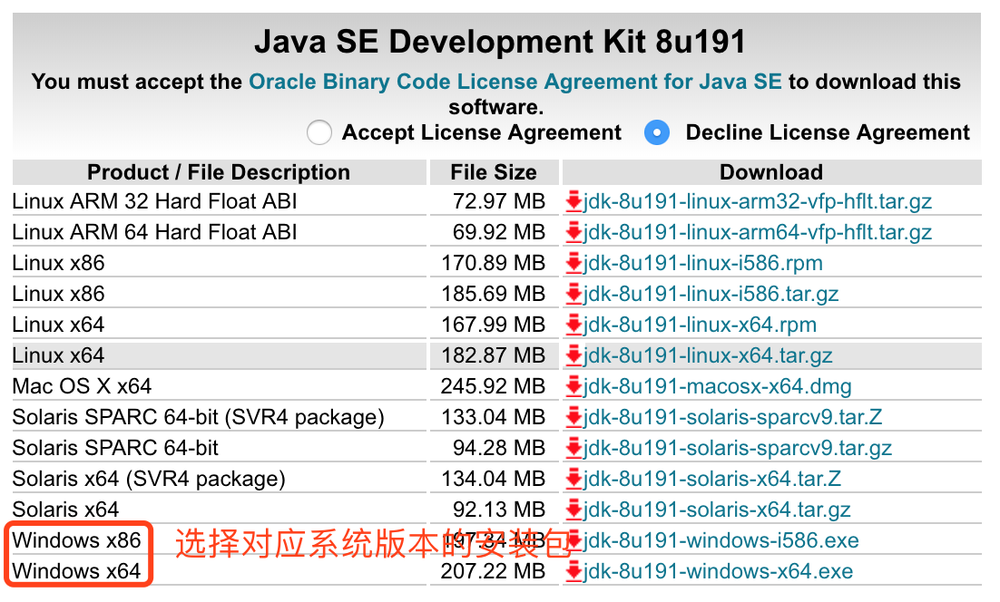 Java SE Development Kit 8u191
You must accept the Oracle Binary Code License Agreement for Java SE to download this
software.
Accept License Agreement Decline License Agreement
Product / File Description File Size Download
Linux ARM 32 Hard Float ABI 72.97 MB jdk-8u191-linux-arm32-vfp-hflt.tar.gz
Linux ARM 64 Hard Float ABI 69.92 MB jdk-8u191-linux-arm64-vfp-hflt.tar.gz
Linux x86 170.89 MB jdk-8u191-linux-i586.rpm
Linux x86 185.69 MB jdk-8u191-linux-i586.tar.gz
Linux x64 167.99 MB jdk-8u191-linux-x64.rpm
Linux x64 182.87 MB jdk-8u191-linux-x64.tar.gz
Mac OS X x64 245.92 MB jdk-8u191-macosx-x64.dmg
Solaris SPARC 64-bit (SVR4 package) 133.04 MB jdk-8u191-solaris-sparcv9.tar.Z
Solaris SPARC 64-bit 94.28 MB jdk-8u191-solaris-sparcv9.tar.gz
Solaris x64 (SVR4 package) 134.04 MB jdk-8u191-solaris-x64.tar.Z
Solaris x64 92.13 MB jdk-8u191-solaris-x64.tar.gz
Windows x86 选择对应系统版本的安装包 197.34 MB jdk-8u191-windows-i586.exe
Windows x64 207.22 MB jdk-8u191-windows-x64.exe